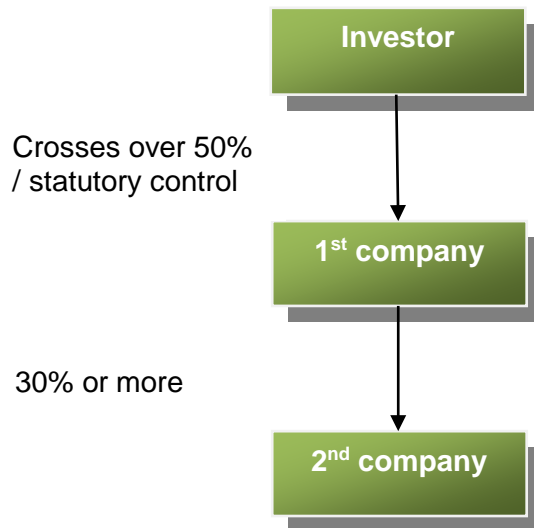 Investor
Crosses over 50%
/ statutory control
1st company
30% or more
2nd company